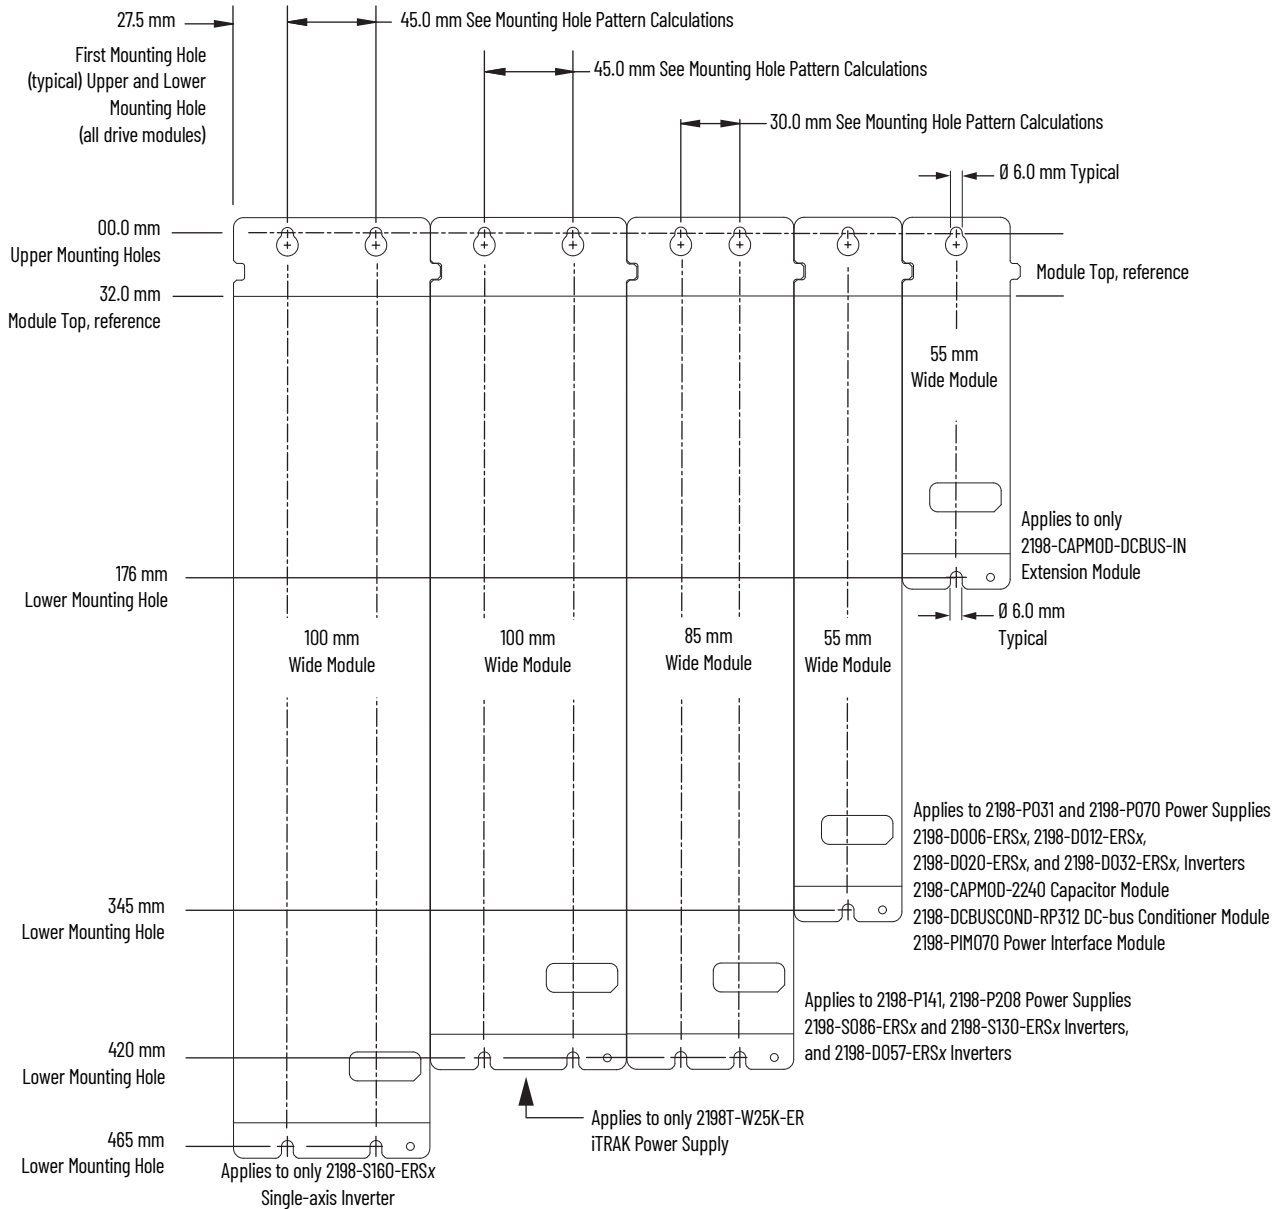 27.5 mm
First Mounting Hole
(typical) Upper and Lower
Mounting Hole
(all drive modules)
45.0 mm See Mounting Hole Pattern Calculations
45.0 mm See Mounting Hole Pattern Calculations
30.0 mm See Mounting Hole Pattern Calculations
Ø 6.0 mm Typical
00.0 mm
Upper Mounting Holes
32.0 mm
Module Top, reference
Module Top, reference
55 mm
Wide Module
Applies to only
2198-CAPMOD-DCBUS-IN
Extension Module
176 mm
Lower Mounting Hole
Ø 6.0 mm
Typical
100 mm
Wide Module
100 mm
Wide Module
85 mm
Wide Module
55 mm
Wide Module
Applies to 2198-P031 and 2198-P070 Power Supplies
2198-D006-ERSx, 2198-D012-ERSx,
2198-D020-ERSx, and 2198-D032-ERSx, Inverters
2198-CAPMOD-2240 Capacitor Module
2198-DCBUSCOND-RP312 DC-bus Conditioner Module
2198-PIM070 Power Interface Module
345 mm
Lower Mounting Hole
Applies to 2198-P141, 2198-P208 Power Supplies
2198-S086-ERSx and 2198-S130-ERSx Inverters,
and 2198-D057-ERSx Inverters
420 mm
Lower Mounting Hole
Applies to only 2198T-W25K-ER
iTRAK Power Supply
465 mm
Lower Mounting Hole
Applies to only 2198-S160-ERSx
Single-axis Inverter